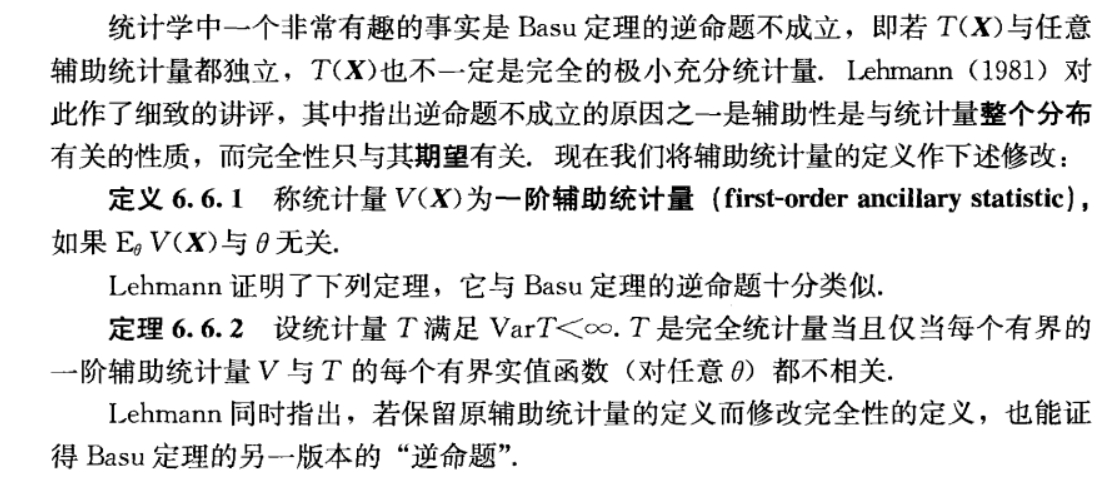 统计学中一个非常有趣的事实是 Basu 定理的逆命题不成立，即若 T(X)与任意
辅助统计量都独立，T(X)也不一定是完全的极小充分统计量. Lehmann（1981）对
此作了细致的讲评，其中指出逆命题不成立的原因之一是辅助性是与统计量整个分布
有关的性质，而完全性只与其期望有关. 现在我们将辅助统计量的定义作下述修改：
定义 6.6.1 称统计量 V(X)为一阶辅助统计量（first-order ancillary statistic），
如果 E_θ V(X)与 θ 无关.
Lehmann 证明了下列定理，它与 Basu 定理的逆命题十分类似.
定理 6.6.2 设统计量 T 满足 VarT<∞. T 是完全统计量当且仅当每个有界的
一阶辅助统计量 V 与 T 的每个有界实值函数（对任意 θ）都不相关.
Lehmann 同时指出，若保留原辅助统计量的定义而修改完全性的定义，也能证
得 Basu 定理的另一版本的“逆命题”.